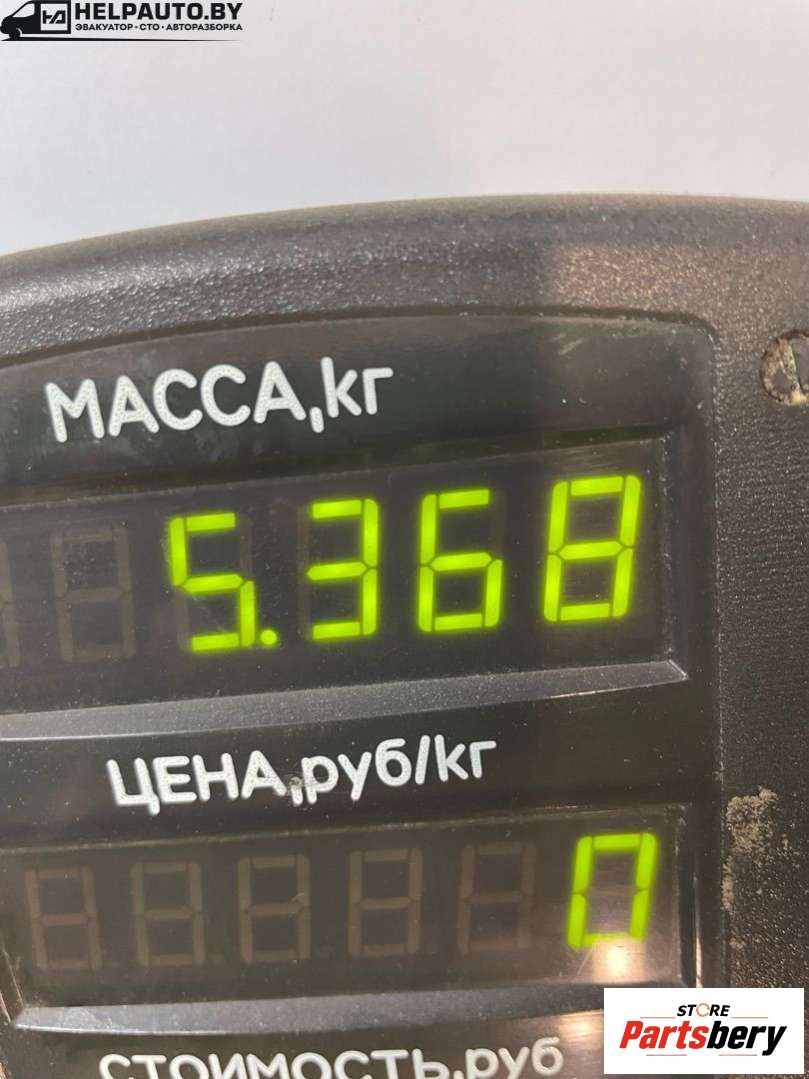 HELPAUTO.BY
ЭВАКУАТОР • СТО • АВТОРАЗБОРКА
МАССА,кг
5.368
ЦЕНА,руб/кг
0
СТОИМОСТЬ,руб
STORE
Partsbery